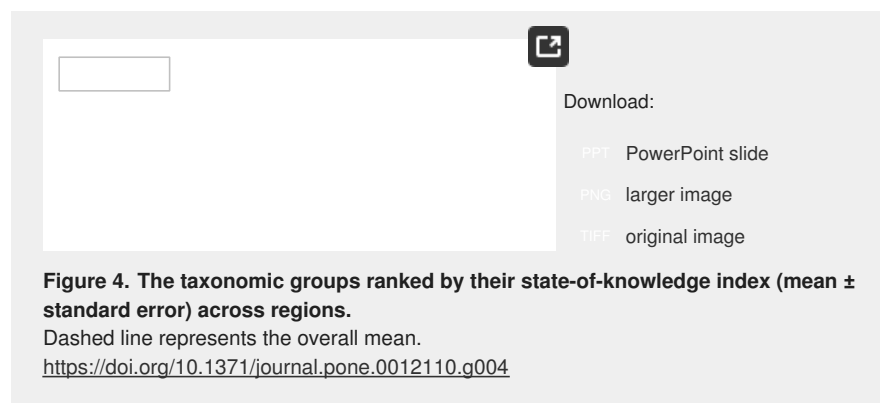 Download:
PPT PowerPoint slide
PNG larger image
TIFF original image
Figure 4. The taxonomic groups ranked by their state-of-knowledge index (mean ±
standard error) across regions.
Dashed line represents the overall mean.
https://doi.org/10.1371/journal.pone.0012110.g004